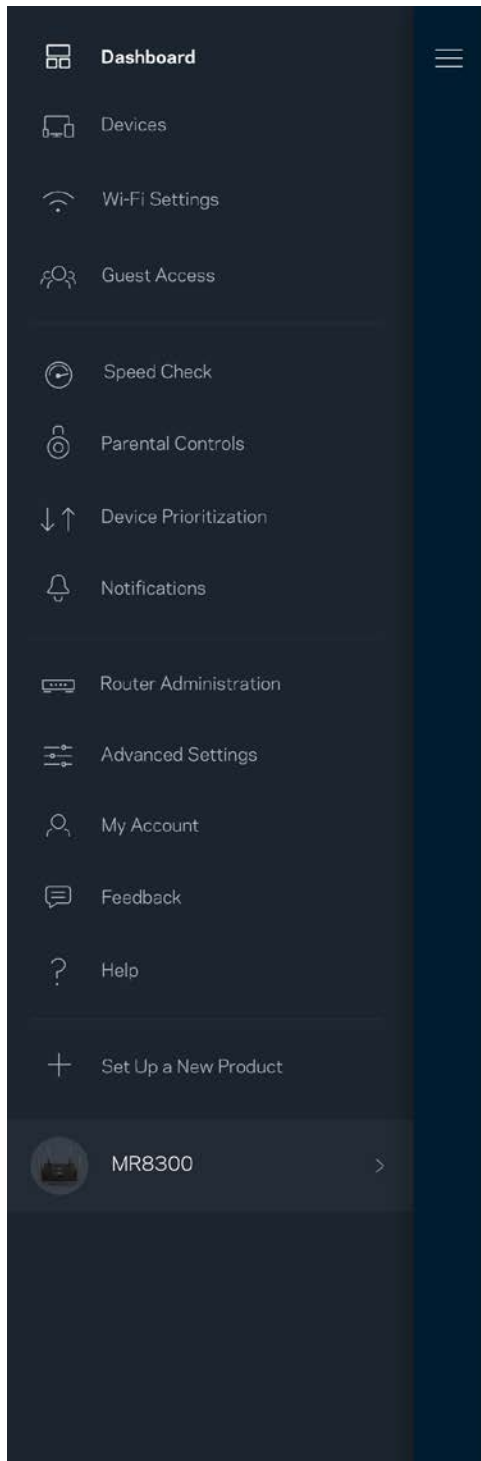 Dashboard
Devices
Wi-Fi Settings
Guest Access
Speed Check
Parental Controls
Device Prioritization
Notifications
Router Administration
Advanced Settings
My Account
Feedback
Help
Set Up a New Product
MR8300